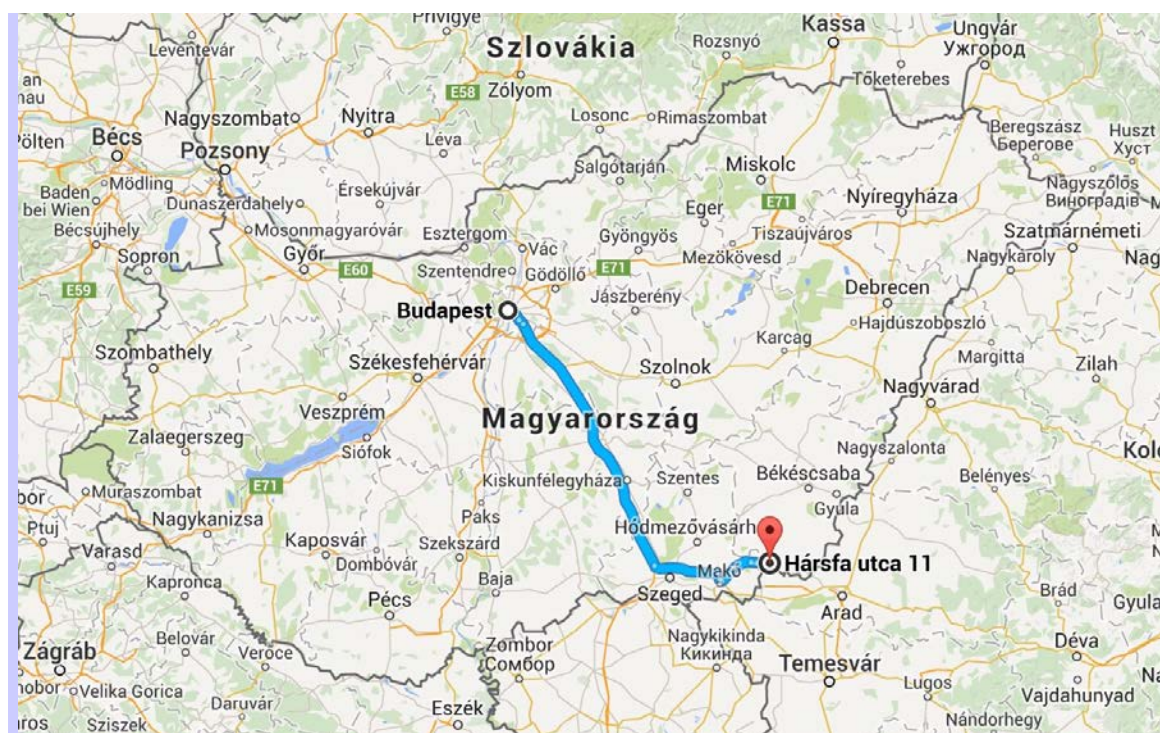 Privigye
Kassa
Ungvár
Ужгород
Leventevár
Szlovákia
Rozsnyó
Tőketerebes
E58
Zólyom
Nagyszombat
Nyitra
Losonc
Rimaszombat
Pölten
Bécs
Léva
Beregszász
Берегове
Huszt
Хуст
Pozsony
Salgótarján
Miskolc
Mödling
Baden
bei Wien
Dunaszerdahely
Érsekújvár
Nyíregyháza
Nagyszőlős
Виноградів
Bécsújhely
Mosonmagyaróvár
Esztergom
Vác
Eger
E71
Tiszaújváros
Szatmárnémeti
Sopron
Győr
E60
Szentendre
Gödöllő
Gyöngyös
E71
Mezőkövesd
Nagykároly
Nag
E59
Budapest
Jászberény
Debrecen
Hajdúszoboszló
Szombathely
Székesfehérvár
Szolnok
Karcag
Margitta
Zilah
Veszprém
Magyarország
Nagyvárad
Zalaegerszeg
Siófok
Nagyszalonta
Kolo
E71
Kiskunfélegyháza
Szentes
Békéscsaba
Belényes
Muraszombat
Nagykanizsa
Paks
Gyula
Ptuj
Varasd
Kaposvár
Dombóvár
Szekszárd
Hódmezővásárh
Kapronca
Baja
Makó
Hársfa utca 11
Pécs
Szeged
Arad
Brád
Gyula
Zágráb
Belovár
Verőce
Zombor
Сомбор
Nagykikinda
Кикинда
Temesvár
Déva
Velika Gorica
Daruvár
Lugos
Vajdahunyad
Sziszek
Eszék
Nándorhegy